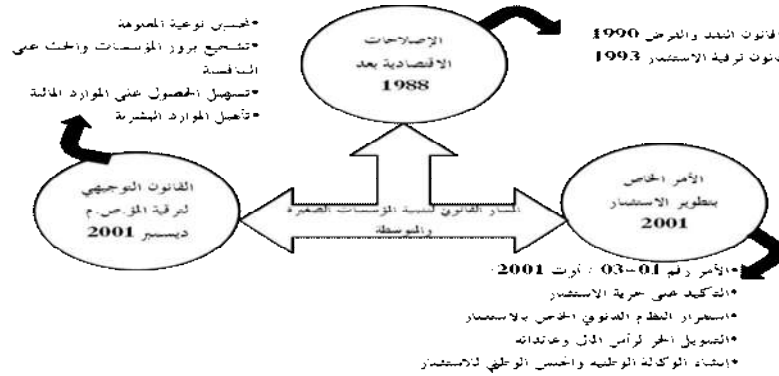 الإصلاحات
الاقتصادية بعد
1988
قانون النقد والقرض 1990
قانون ترقية الاستثمار 1993
•تحسين نوعية المعلومة
•تشجيع بروز المؤسسات والحث على
المنافسة
•تسهيل الحصول على الموارد المالية
•تأهيل الموارد البشرية
القانون التوجيهي
لترقية المؤ.ص.م
ديسمبر 2001
المسار القانوني لتنمية المؤسسات الصغيرة
والمتوسطة
الأمر الخاص
بتطوير الاستثمار
2001
•الأمر رقم 01-03 / أوت 2001
•التأكيد على حرية الاستثمار
•استقرار النظام القانوني الخاص بالاستثمار
•التحويل الحر لرأس المال وعائداته
•إنشاء الوكالة الوطنية والمجلس الوطني للاستثمار